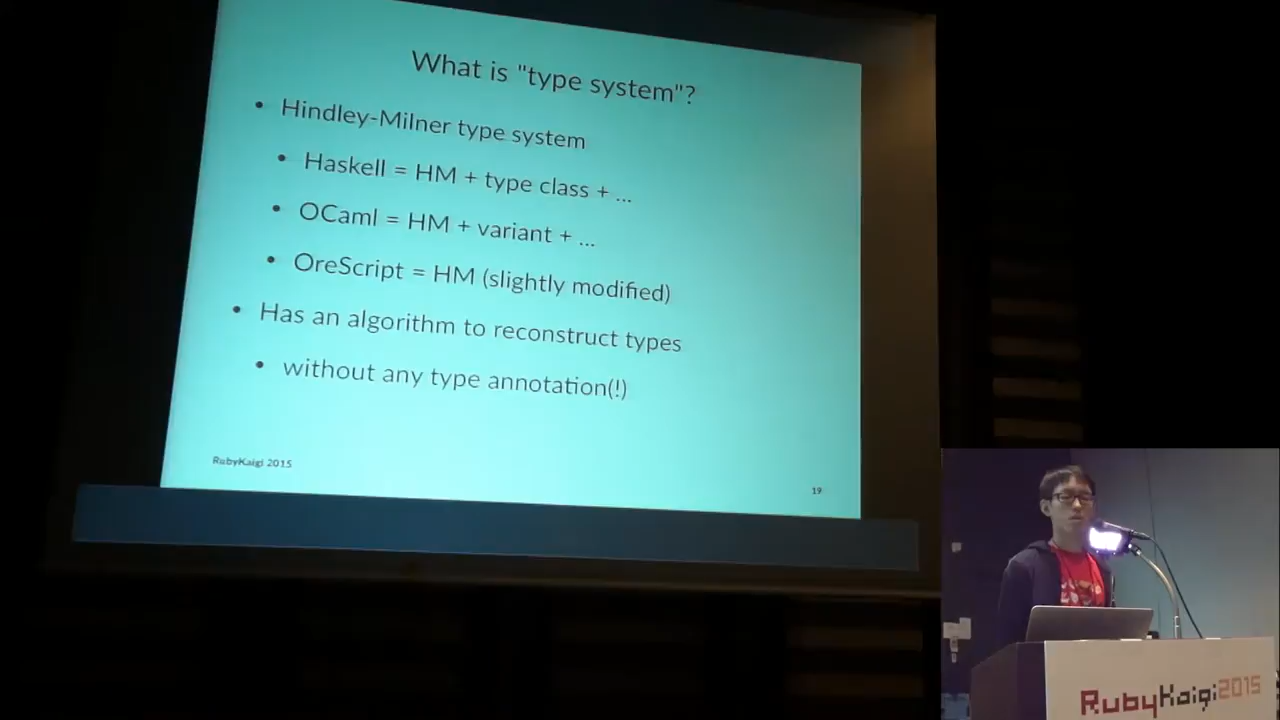 What is "type system"?
• Hindley-Milner type system
• Haskell = HM + type class + ...
• OCaml = HM + variant + ...
• OreScript = HM (slightly modified)
• Has an algorithm to reconstruct types
• without any type annotation(!)
RubyKaigi 2015
19
RubyKaigi2015